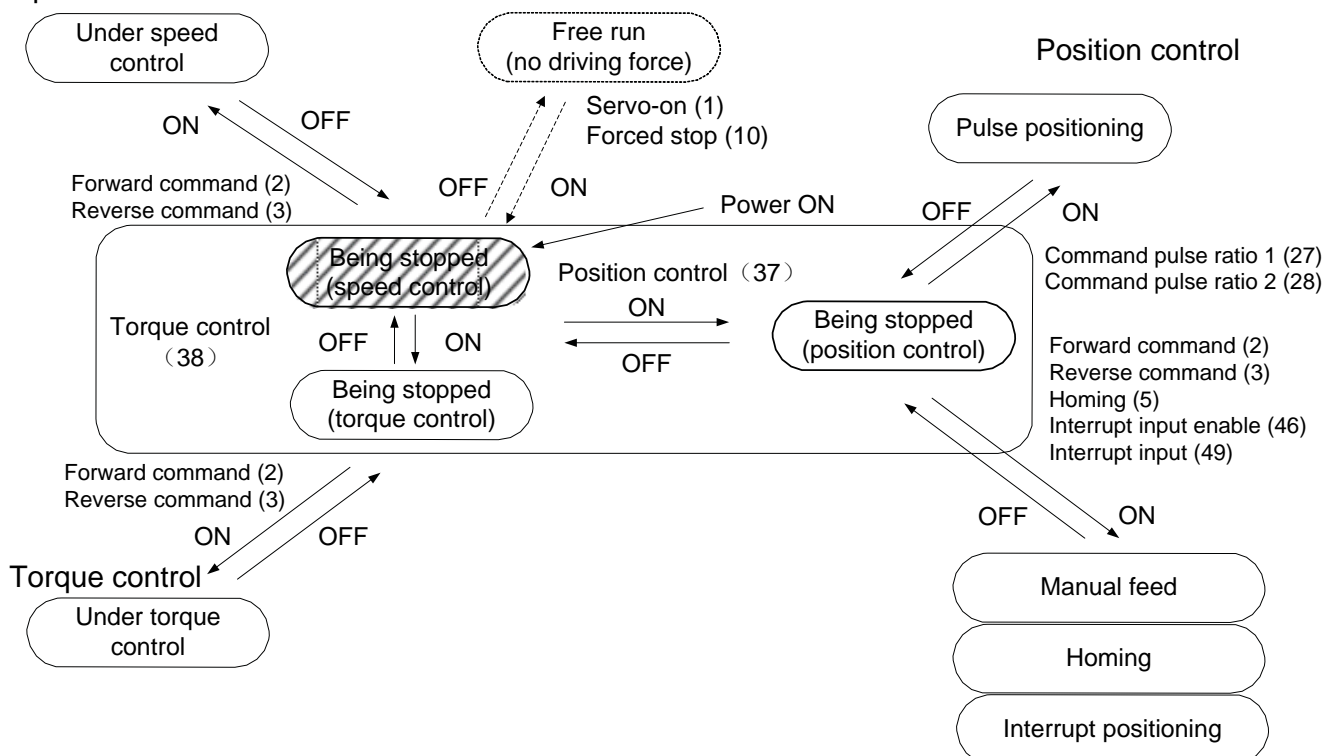 Under speed
control
Free run
(no driving force)
Position control
ON
OFF
Servo-on (1)
Forced stop (10)
Pulse positioning
Forward command (2)
Reverse command (3)
OFF
ON
Power ON
OFF
ON
Being stopped
(speed control)
Position control（37）
Command pulse ratio 1 (27)
Command pulse ratio 2 (28)
Torque control
（38）
OFF
ON
ON
OFF
Being stopped
(position control)
Being stopped
(torque control)
Forward command (2)
Reverse command (3)
Homing (5)
Interrupt input enable (46)
Interrupt input (49)
Forward command (2)
Reverse command (3)
ON
OFF
OFF
ON
Torque control
Under torque
control
Manual feed
Homing
Interrupt positioning